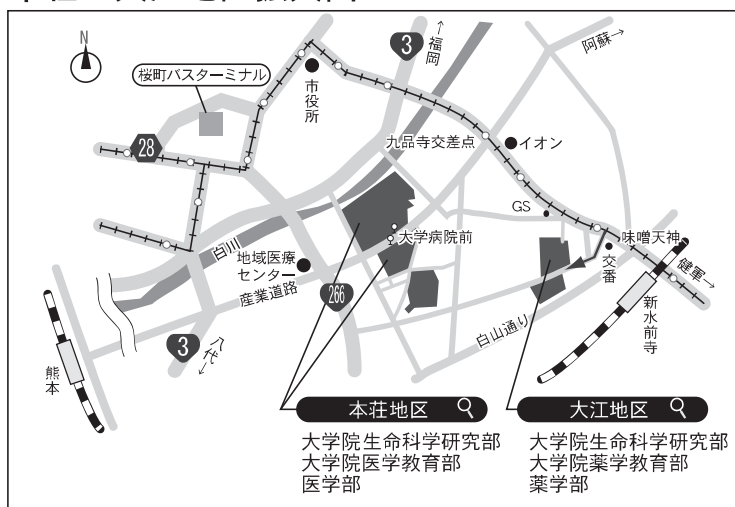 N
桜町バスターミナル
市役所
3
↑福岡
阿蘇→
28
九品寺交差点
イオン
GS
白川
大学病院前
味噌天神
交番
健軍→
地域医療
センター
産業道路
266
新水前寺
白山通り
3
八代↓
熊本
本荘地区
大学院生命科学研究部
大学院医学教育部
医学部
大江地区
大学院生命科学研究部
大学院薬学教育部
薬学部